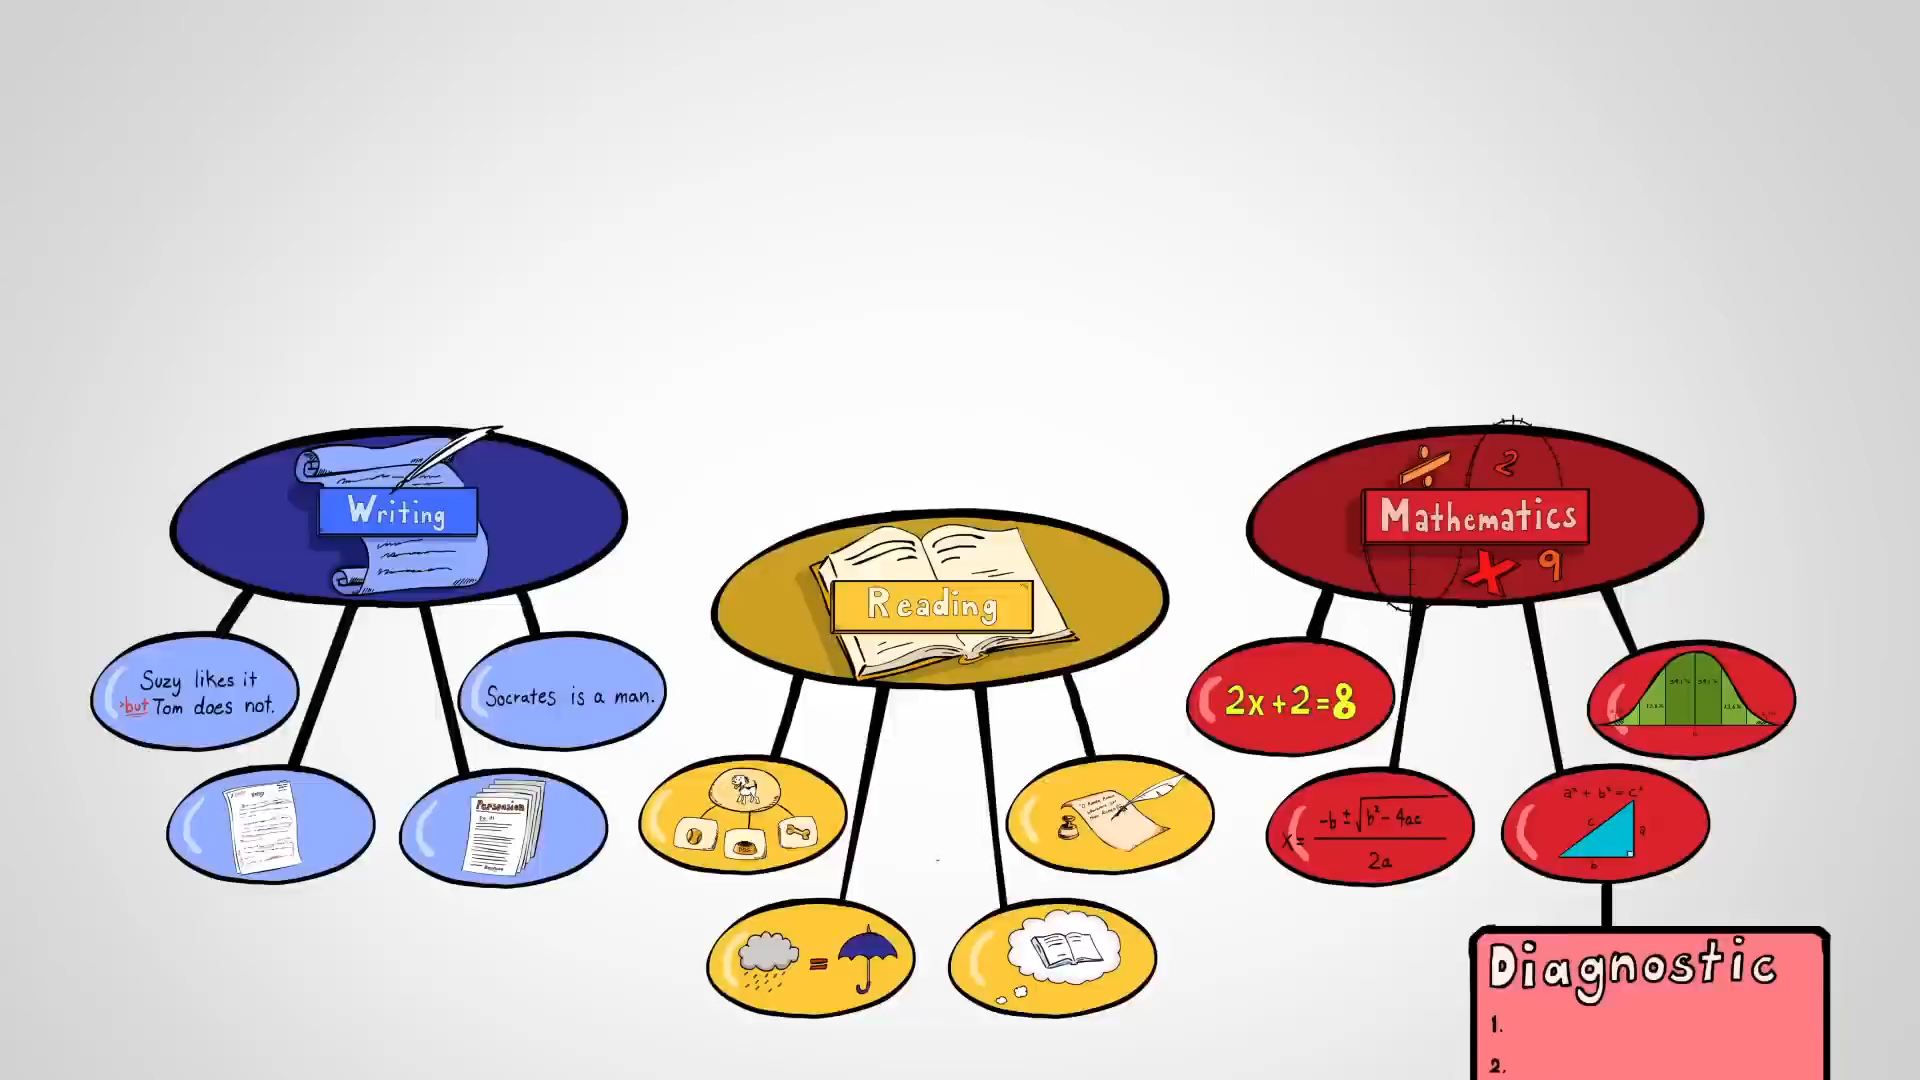 Writing
Suzy likes it
>but Tom does not.
Socrates is a man.
Persuasion
Reading
÷ 2
Mathematics
X 9
2x+2=8
x= -b±√b²-4ac
2a
a²+b²=c²
c
a
b
Diagnostic
1.
2.